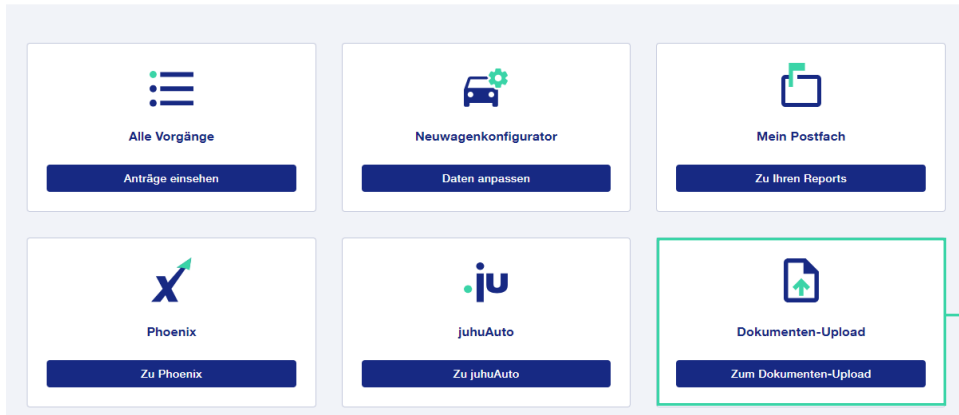 Alle Vorgänge
Anträge einsehen
Neuwagenkonfigurator
Daten anpassen
Mein Postfach
Zu Ihren Reports
x
Phoenix
Zu Phoenix
.ju
juhuAuto
Zu juhuAuto
Dokumenten-Upload
Zum Dokumenten-Upload